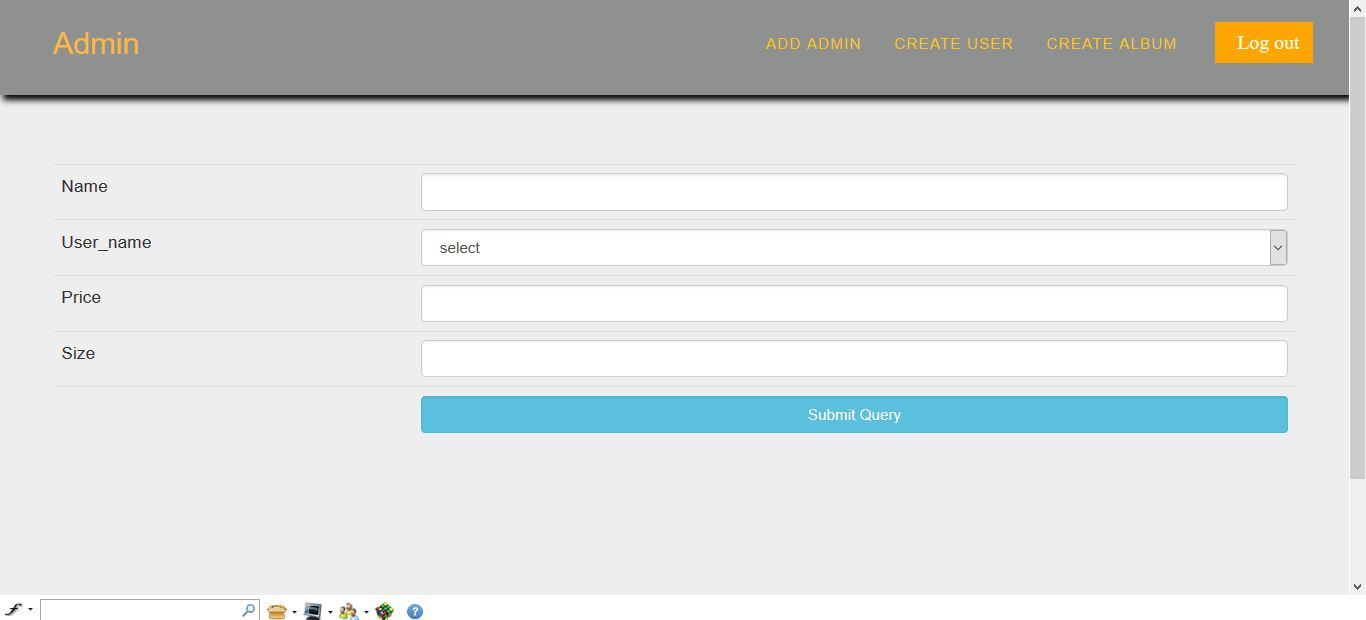 Admin
ADD ADMIN CREATE USER CREATE ALBUM Log out
Name
User_name select
Price
Size
Submit Query